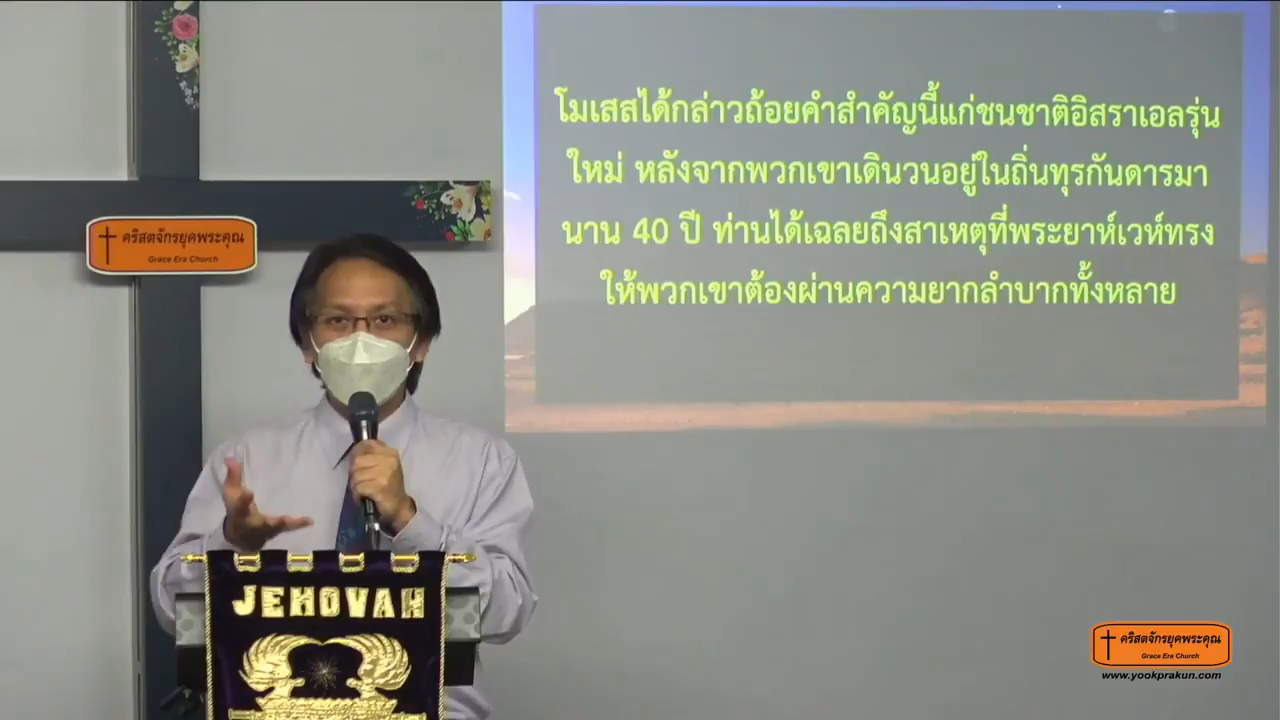 โมเสสได้กล่าวถ้อยคำสำคัญนี้แก่ชนชาติอิสราเอลรุ่น
ใหม่ หลังจากพวกเขาเดินวนอยู่ในถิ่นทุรกันดารมา
นาน 40 ปี ท่านได้เฉลยถึงสาเหตุที่พระยาห์เวห์ทรง
ให้พวกเขาต้องผ่านความยากลำบากทั้งหลาย
คริสตจักรยุคพระคุณ
Grace Era Church
JEHOVAH
คริสตจักรยุคพระคุณ
Grace Era Church
www.yookprakun.com